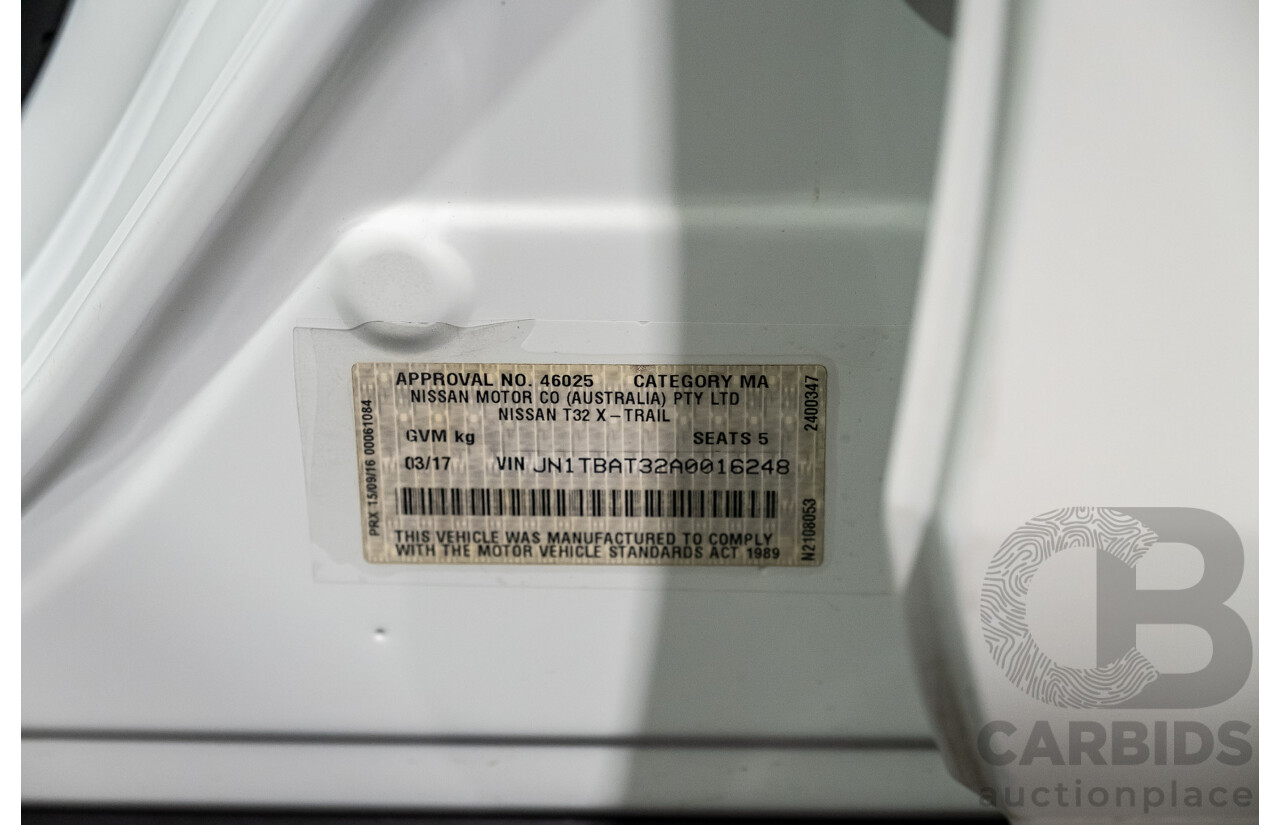 APPROVAL NO. 46025 CATEGORY MA
NISSAN MOTOR CO (AUSTRALIA) PTY LTD
NISSAN T32 X-TRAIL
GVM kg SEATS 5
03/17 VIN JN1TBAT32A0016248
THIS VEHICLE WAS MANUFACTURED TO COMPLY
WITH THE MOTOR VEHICLE STANDARDS ACT 1989
PRX 15/09/16 00061084
N2108053 2400347
CB
CARBIDS
auctionplace